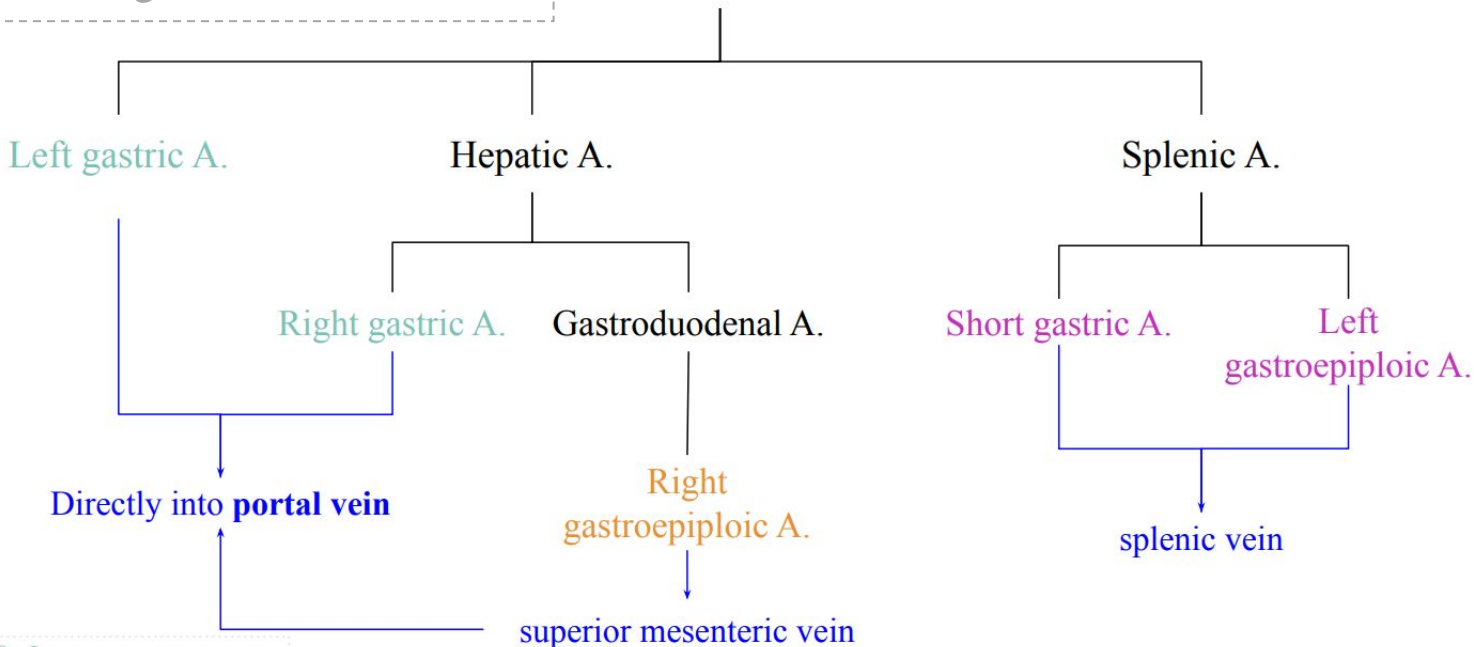 Left gastric A.
Hepatic A.
Splenic A.
Right gastric A.
Gastroduodenal A.
Short gastric A.
Left
gastroepiploic A.
Directly into portal vein
Right
gastroepiploic A.
splenic vein
superior mesenteric vein